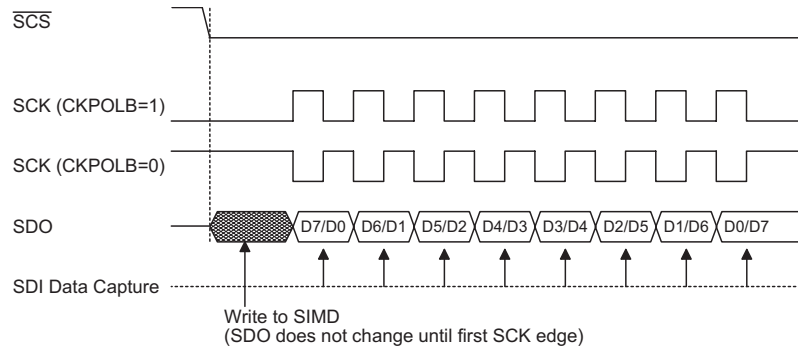 SCS
SCK (CKPOLB=1)
SCK (CKPOLB=0)
SDO
D7/D0 D6/D1 D5/D2 D4/D3 D3/D4 D2/D5 D1/D6 D0/D7
SDI Data Capture
Write to SIMD
(SDO does not change until first SCK edge)